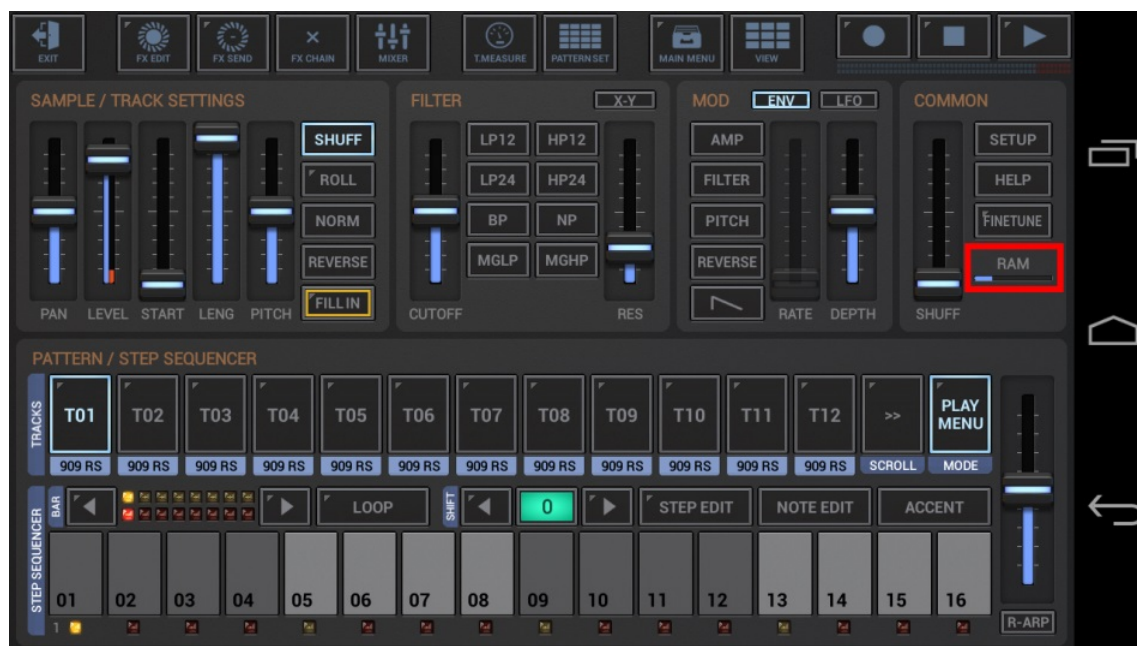 EXIT FX EDIT FX SEND FX CHAIN MIXER T.MEASURE PATTERN SET MAIN MENU VIEW
SAMPLE / TRACK SETTINGS FILTER X-Y MOD ENV LFO COMMON
SHUFF LP12 HP12 AMP SETUP
ROLL LP24 HP24 FILTER HELP
NORM BP NP PITCH FINETUNE
REVERSE MGLP MGHP REVERSE RAM
FILL IN
PAN LEVEL START LENG PITCH CUTOFF RES RATE DEPTH SHUFF
PATTERN / STEP SEQUENCER
TRACKS T01 T02 T03 T04 T05 T06 T07 T08 T09 T10 T11 T12 >> PLAY MENU
909 RS 909 RS 909 RS 909 RS 909 RS 909 RS 909 RS 909 RS 909 RS 909 RS 909 RS 909 RS SCROLL MODE
BAR LOOP SHIFT 0 STEP EDIT NOTE EDIT ACCENT
STEP SEQUENCER 01 02 03 04 05 06 07 08 09 10 11 12 13 14 15 16
1 R-ARP